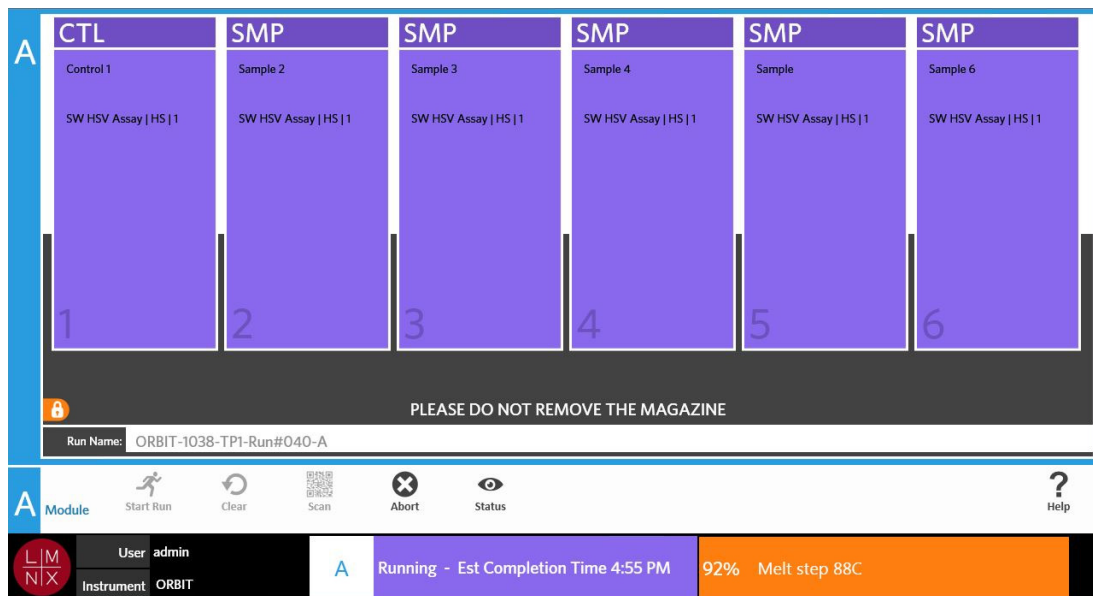 A
CTL SMP SMP SMP SMP SMP
Control 1 Sample 2 Sample 3 Sample 4 Sample Sample 6
SW HSV Assay | HS | 1 SW HSV Assay | HS | 1 SW HSV Assay | HS | 1 SW HSV Assay | HS | 1 SW HSV Assay | HS | 1 SW HSV Assay | HS | 1
1 2 3 4 5 6
PLEASE DO NOT REMOVE THE MAGAZINE
Run Name: ORBIT-1038-TP1-Run#040-A
A Module Start Run Clear Scan Abort Status ? Help
LMNX User admin A Running - Est Completion Time 4:55 PM 92% Melt step 88C
Instrument ORBIT